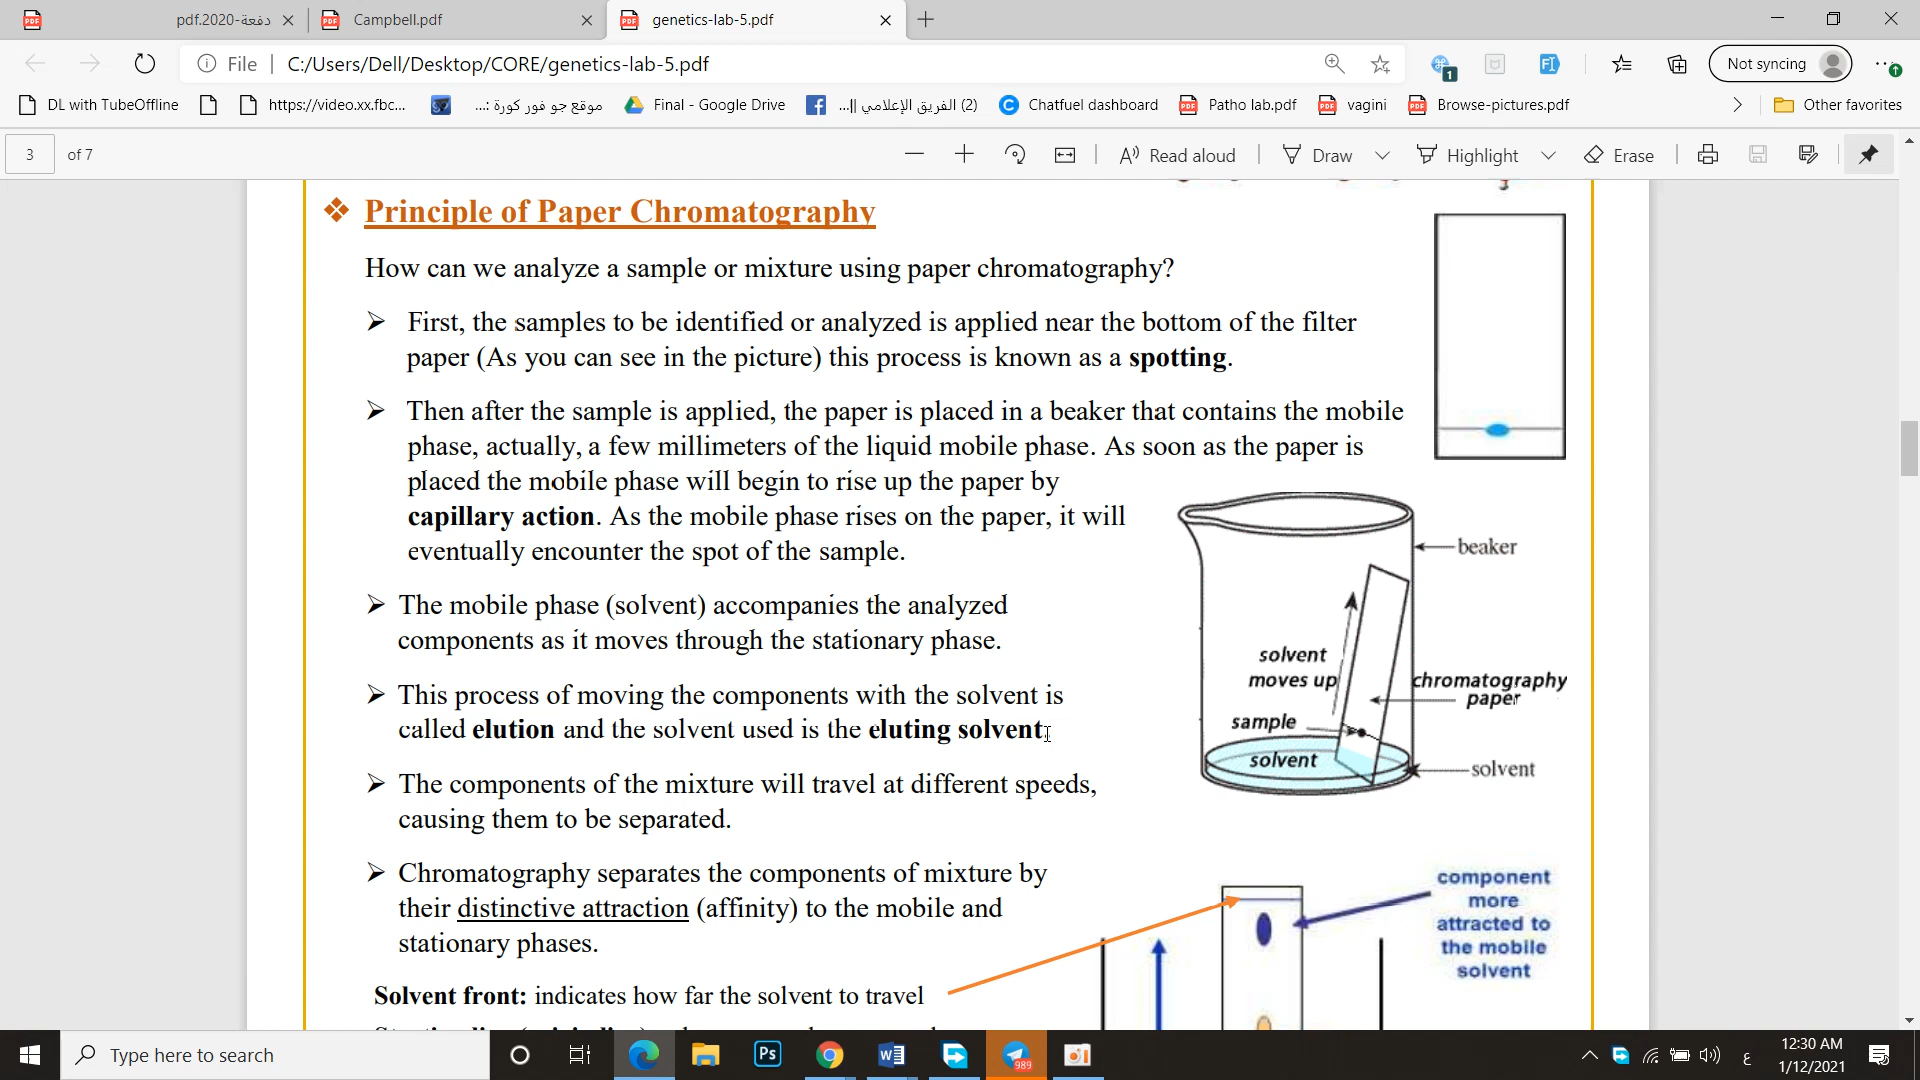 دفعة-2020.pdf
Campbell.pdf
genetics-lab-5.pdf
File
C:/Users/Dell/Desktop/CORE/genetics-lab-5.pdf
Not syncing
1
DL with TubeOffline
https://video.xx.fbc...
موقع جو فور كورة :...
Final - Google Drive
(2) الفريق الإعلامي ||...
Chatfuel dashboard
Patho lab.pdf
vagini
Browse-pictures.pdf
Other favorites
3 of 7
Read aloud
Draw
Highlight
Erase
❖ Principle of Paper Chromatography
How can we analyze a sample or mixture using paper chromatography?
➢ First, the samples to be identified or analyzed is applied near the bottom of the filter
paper (As you can see in the picture) this process is known as a spotting.
➢ Then after the sample is applied, the paper is placed in a beaker that contains the mobile
phase, actually, a few millimeters of the liquid mobile phase. As soon as the paper is
placed the mobile phase will begin to rise up the paper by
capillary action. As the mobile phase rises on the paper, it will
eventually encounter the spot of the sample.
➢ The mobile phase (solvent) accompanies the analyzed
components as it moves through the stationary phase.
➢ This process of moving the components with the solvent is
called elution and the solvent used is the eluting solvent.
➢ The components of the mixture will travel at different speeds,
causing them to be separated.
➢ Chromatography separates the components of mixture by
their distinctive attraction (affinity) to the mobile and
stationary phases.
Solvent front: indicates how far the solvent to travel
beaker
solvent
moves up
chromatography
paper
sample
solvent
solvent
component
more
attracted to
the mobile
solvent
Type here to search
Ps
989
ع
12:30 AM
1/12/2021